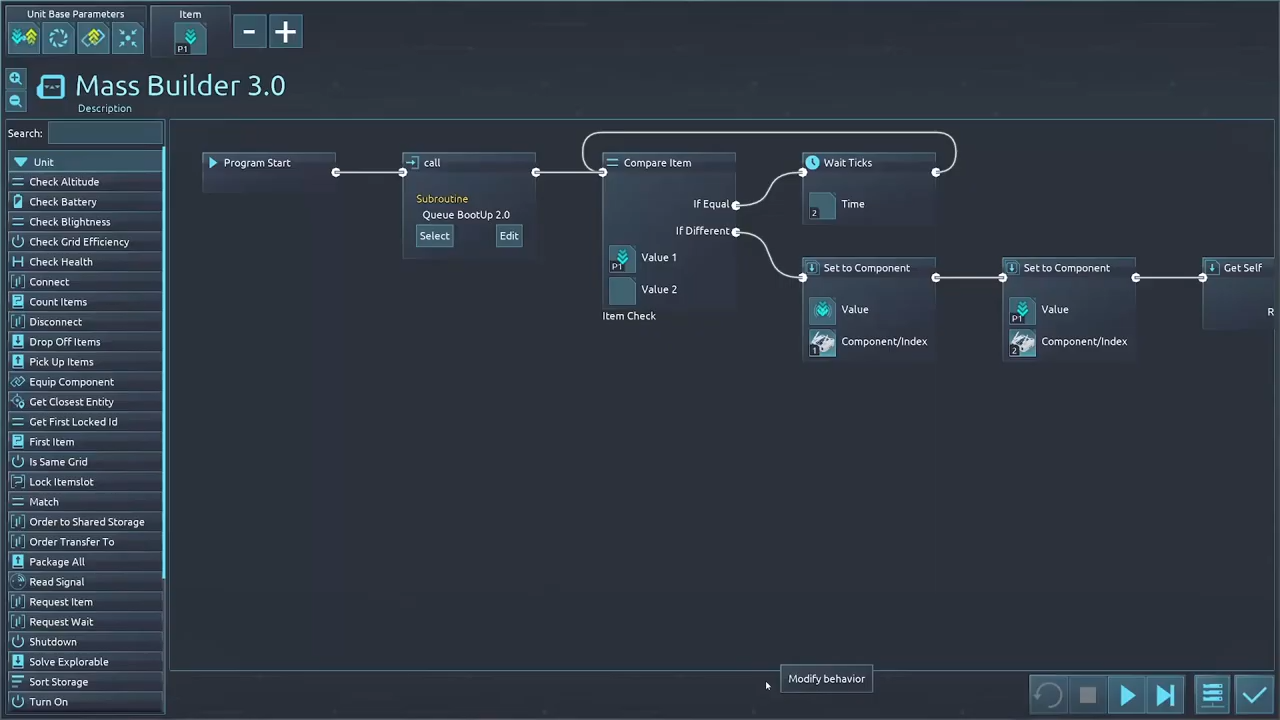 Unit Base Parameters
Item
P1
- +
Mass Builder 3.0
Description
Search:
Unit
Check Altitude
Check Battery
Check Blightness
Check Grid Efficiency
Check Health
Connect
Count Items
Disconnect
Drop Off Items
Pick Up Items
Equip Component
Get Closest Entity
Get First Locked Id
First Item
Is Same Grid
Lock Itemslot
Match
Order to Shared Storage
Order Transfer To
Package All
Read Signal
Request Item
Request Wait
Shutdown
Solve Explorable
Sort Storage
Turn On
Program Start
call
Subroutine
Queue BootUp 2.0
Select Edit
Compare Item
If Equal
If Different
P1 Value 1
Value 2
Item Check
Wait Ticks
2 Time
Set to Component
Value
1 Component/Index
Set to Component
P1 Value
2 Component/Index
Get Self
R
Modify behavior